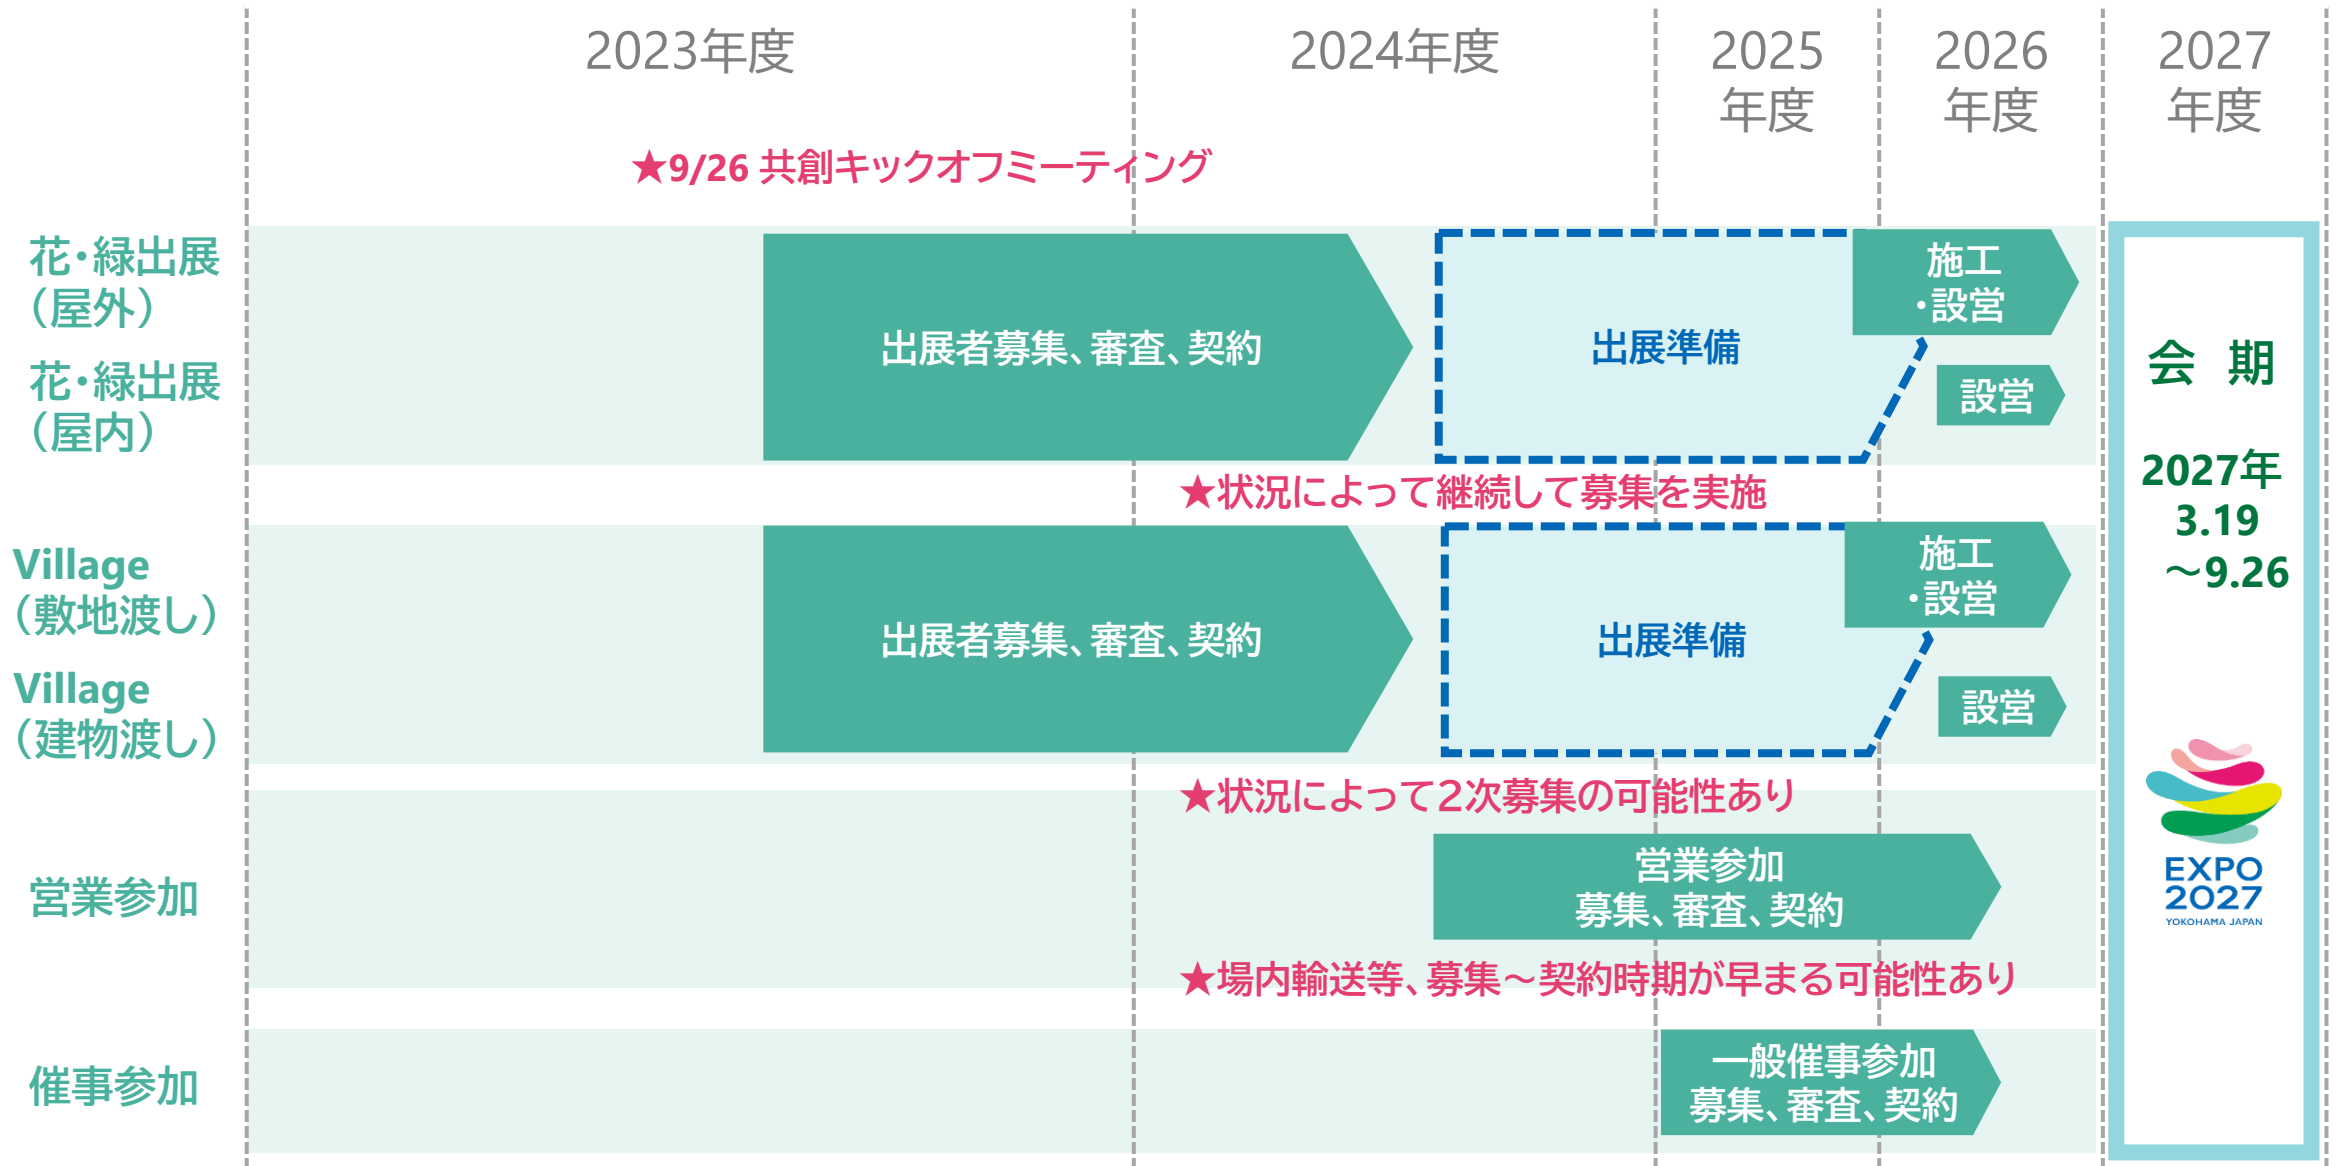 2023年度
2024年度
2025
年度
2026
年度
2027
年度
★9/26 共創キックオフミーティング
花・緑出展
（屋外）
花・緑出展
（屋内）
出展者募集、審査、契約
出展準備
施工
・設営
設営
★状況によって継続して募集を実施
Village
（敷地渡し）
Village
（建物渡し）
出展者募集、審査、契約
出展準備
施工
・設営
設営
★状況によって２次募集の可能性あり
営業参加
営業参加
募集、審査、契約
★場内輸送等、募集～契約時期が早まる可能性あり
催事参加
一般催事参加
募集、審査、契約
会 期
2027年
3.19
～9.26
EXPO
2027
YOKOHAMA JAPAN